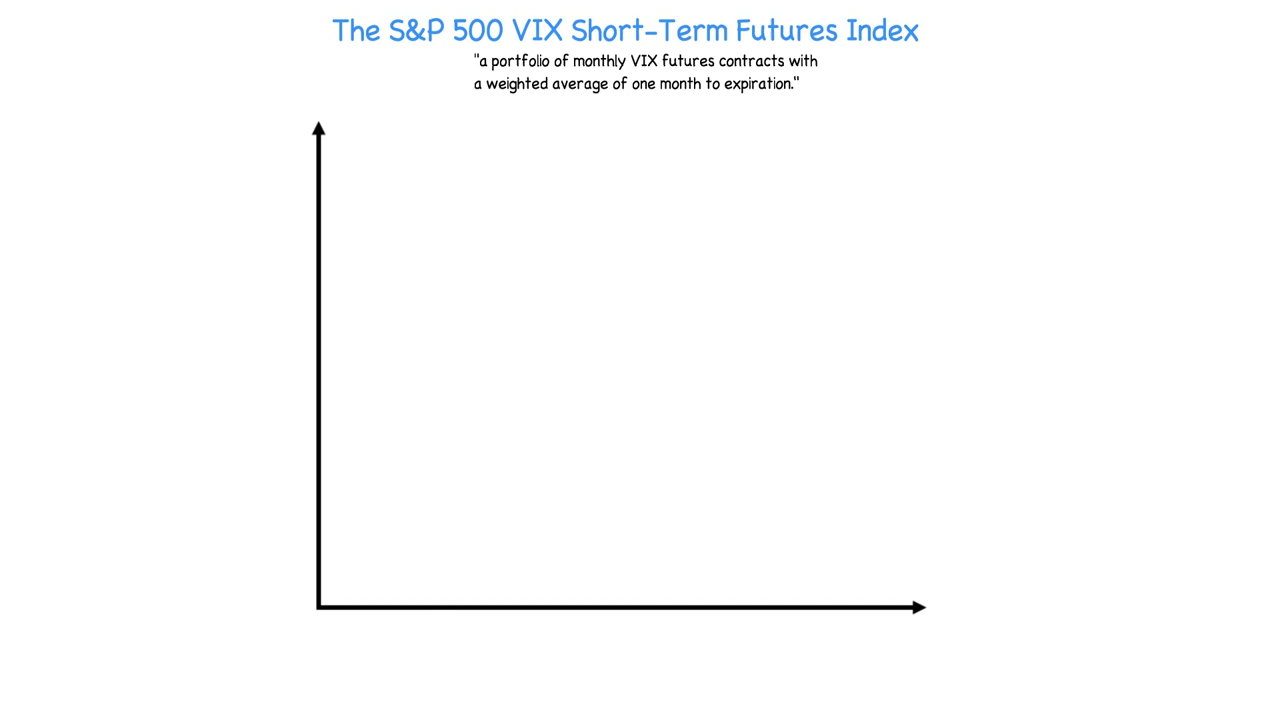 The S&P 500 VIX Short-Term Futures Index
"a portfolio of monthly VIX futures contracts with
a weighted average of one month to expiration."